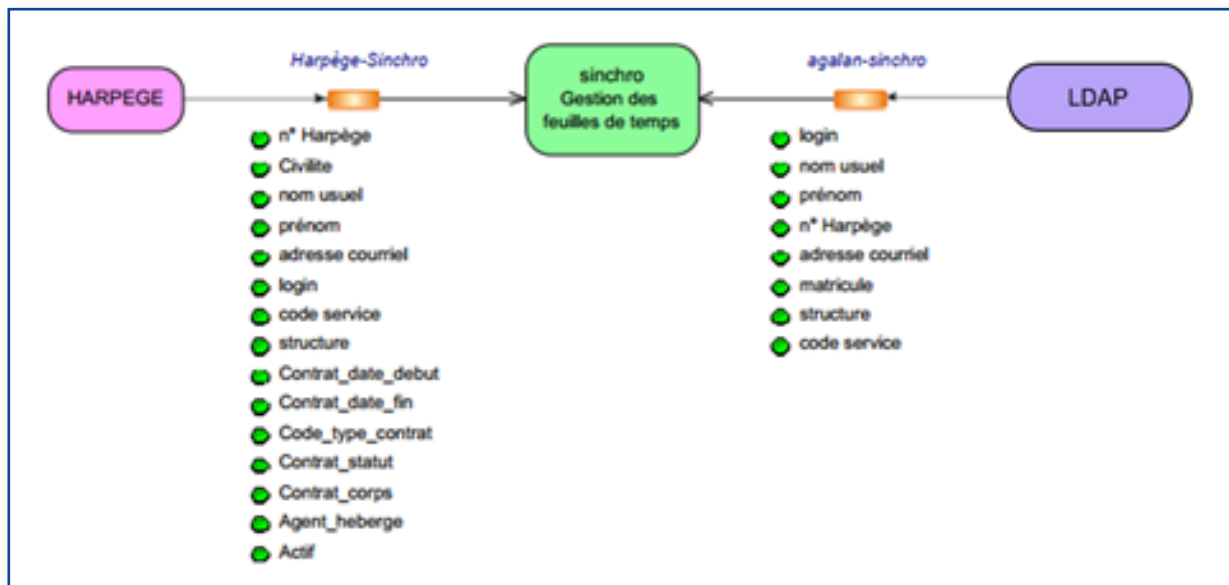 Harpège-Sinchro
agalan-sinchro
HARPEGE
sinchro
Gestion des
feuilles de temps
LDAP
n° Harpège
Civilite
nom usuel
prénom
adresse courriel
login
code service
structure
Contrat_date_debut
Contrat_date_fin
Code_type_contrat
Contrat_statut
Contrat_corps
Agent_heberge
Actif
login
nom usuel
prénom
n° Harpège
adresse courriel
matricule
structure
code service